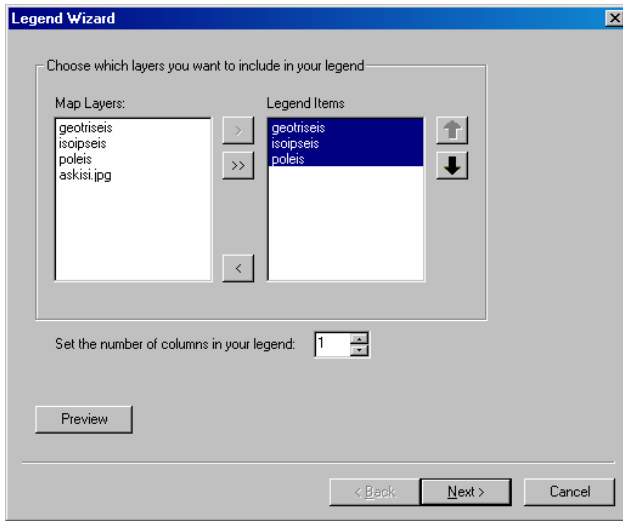 Legend Wizard
Choose which layers you want to include in your legend
Map Layers:
geotriseis
isoipseis
poleis
askisi.jpg
>
>>
<
Legend Items
geotriseis
isoipseis
poleis
Set the number of columns in your legend: 1
Preview
< Back
Next >
Cancel